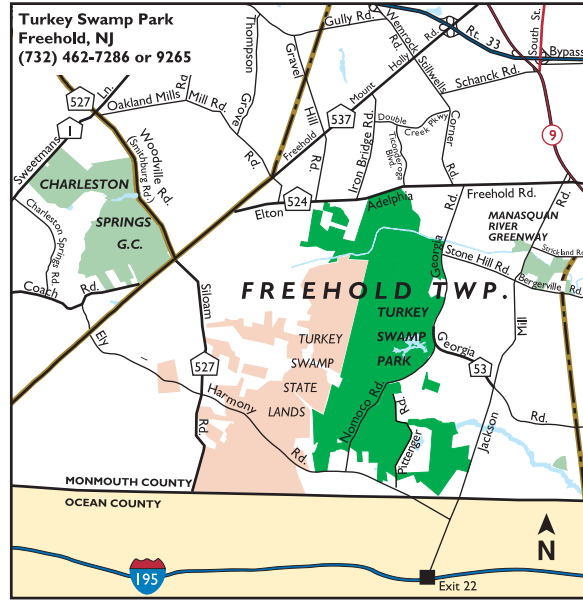 Turkey Swamp Park
Freehold, NJ
(732) 462-7286 or 9265
Thompson
Grove
Rd.
Gravel
Hill
Rd.
Gully Rd.
Wemrock
Rd.
Stillwells
Corner
Rd.
Rt. 33
South St.
Bypass
Schanck Rd.
527
Ln.
Oakland Mills Rd.
Mill Rd.
1
Sweetmans
Woodville Rd.
(Smithburg Rd.)
537
Freehold
Mount
Holly
Rd.
Iron Bridge Rd.
Double
Creek Pkwy.
Ticonderoga
Blvd.
9
CHARLESTON
SPRINGS
G.C.
Charleston
Springs Rd.
Coach
Rd.
524
Elton
Adelphia
Freehold Rd.
MANASQUAN
RIVER
GREENWAY
Georgia
Rd.
Stone Hill Rd.
Strickland Rd.
Bergerville Rd.
FREEHOLD TWP.
Siloam
527
Rd.
Ely
Harmony
Rd.
TURKEY
SWAMP
STATE
LANDS
TURKEY
SWAMP
PARK
Georgia
53
Rd.
Mill
Jackson
Nomoco Rd.
Pittenger
Rd.
MONMOUTH COUNTY
OCEAN COUNTY
195
Exit 22
N